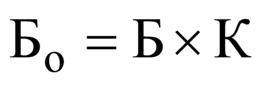 Бо = Б × К